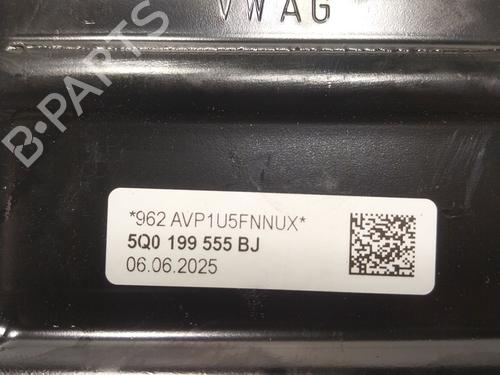 VWAG
B-PARTS
*962 AVP1U5FNNUX*
5Q0 199 555 BJ
06.06.2025